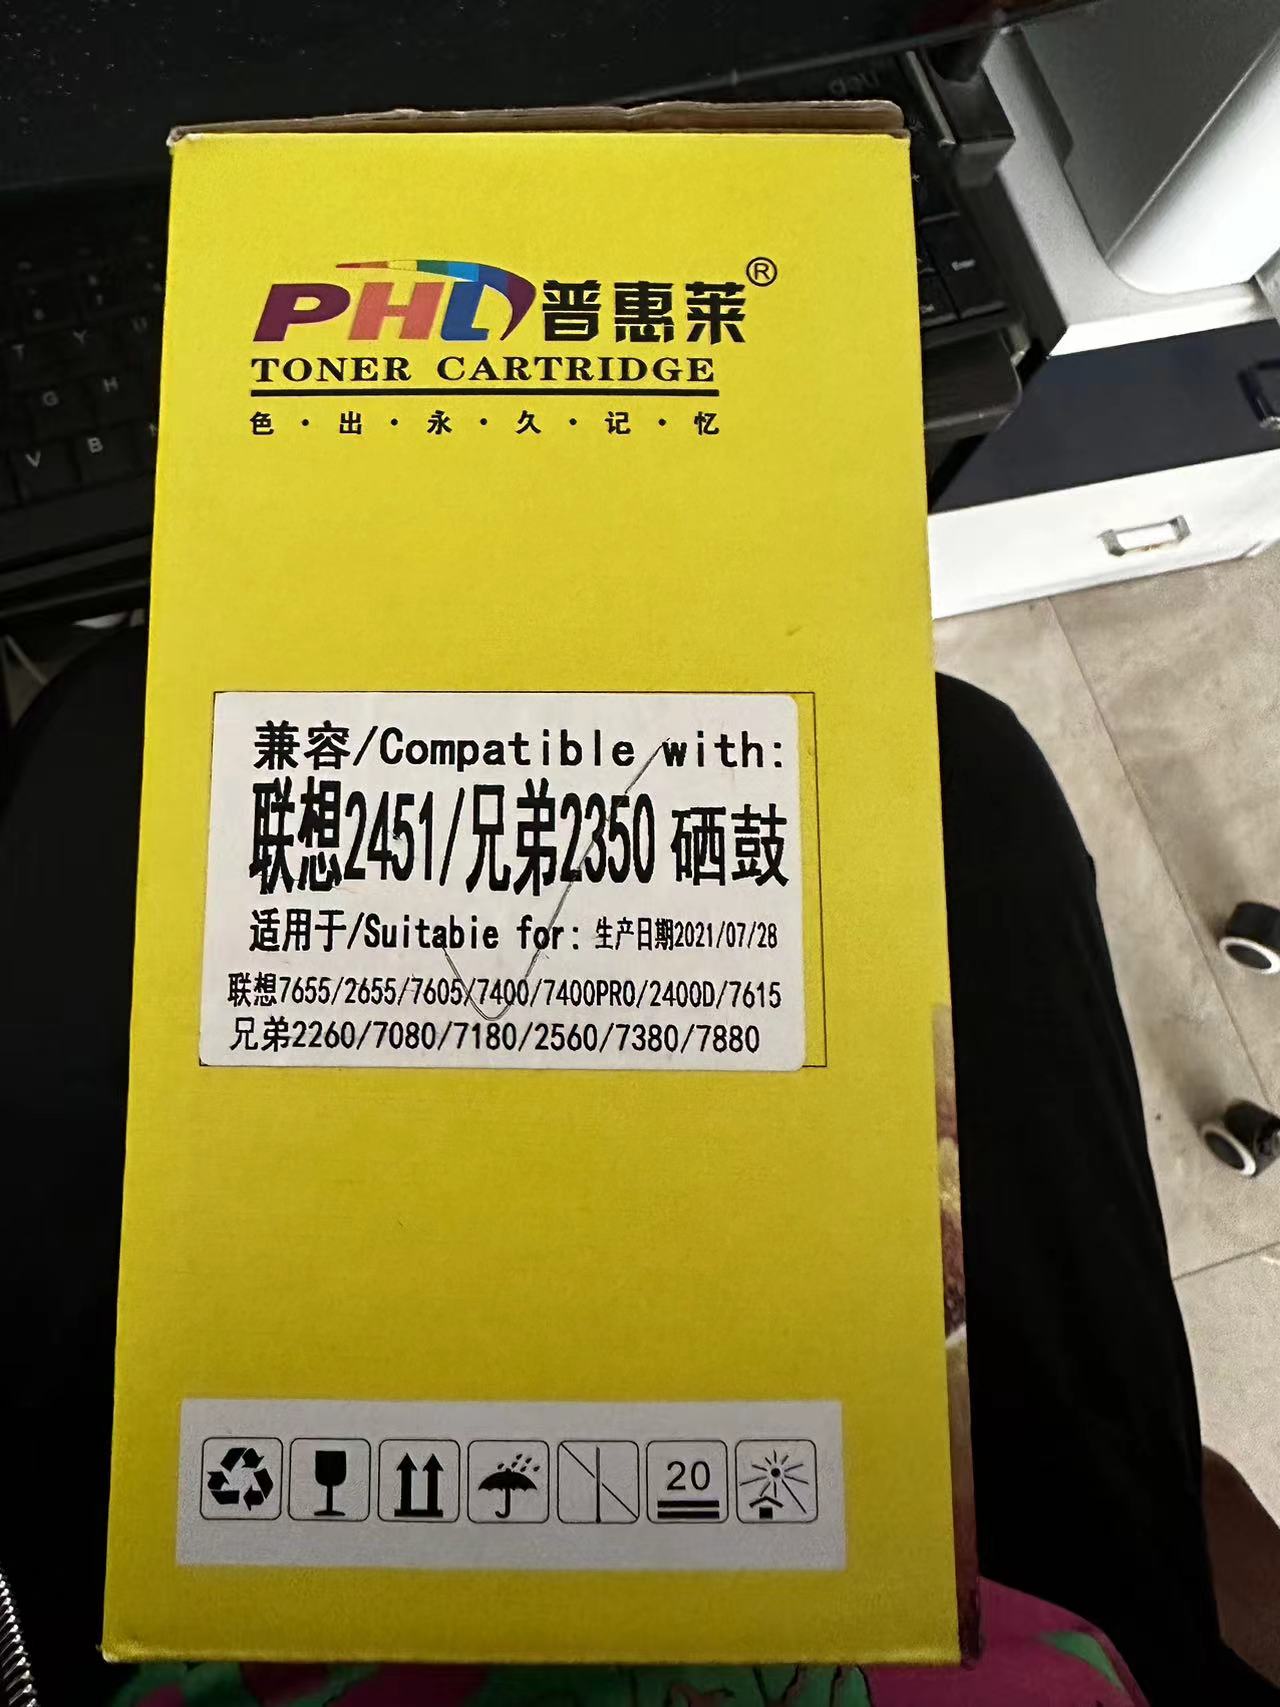 PHL普惠莱®
TONER CARTRIDGE
色·出·永·久·记·忆
兼容/Compatible with:
联想2451/兄弟2350 硒鼓
适用于/Suitabie for: 生产日期2021/07/28
联想7655/2655/7605/7400/7400PRO/2400D/7615
兄弟2260/7080/7180/2560/7380/7880
20
T Y U
G H
V B
Enter